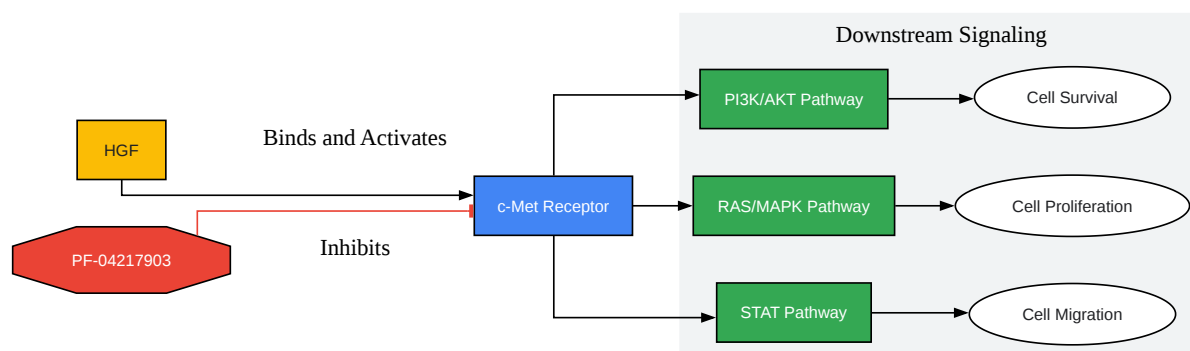 Downstream Signaling
PI3K/AKT Pathway
Cell Survival
HGF
Binds and Activates
c-Met Receptor
RAS/MAPK Pathway
Cell Proliferation
PF-04217903
Inhibits
STAT Pathway
Cell Migration